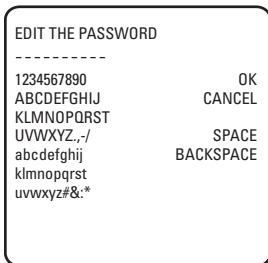 EDIT THE PASSWORD
----------
1234567890 OK
ABCDEFGHIJ CANCEL
KLMNOPQRST
UVWXYZ.,-/ SPACE
abcdefghij BACKSPACE
klmnopqrst
uvwxyz#&:*